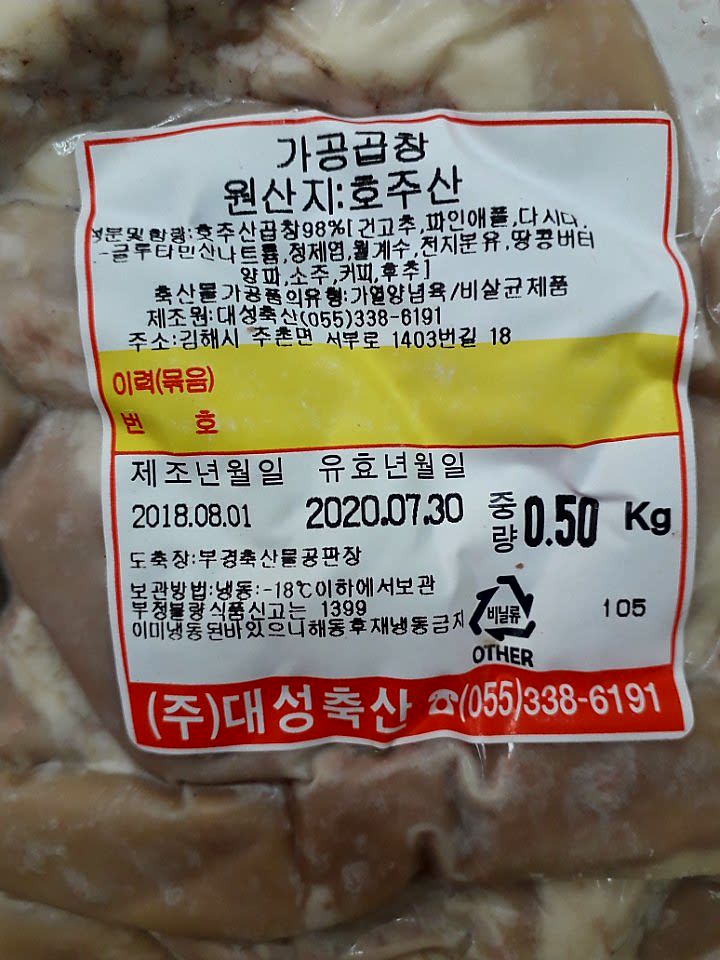 가공곱창
원산지:호주산
성분및함량:호주산곱창98%[건고추,파인애플,다시다,
L-글루타민산나트륨,정제염,월계수,전지분유,땅콩버터
양파,소주,커피,후추]
축산물가공품의유형:가열양념육/비살균제품
제조원:대성축산(055)338-6191
주소:김해시 주촌면 서부로 1403번길 18
이력(묶음)
번 호
제조년월일 유효년월일
2018.08.01 2020.07.30 중량 0.50 Kg
도축장:부경축산물공판장
보관방법:냉동:-18℃이하에서보관
부정불량식품신고는 1399
이미냉동된바있으니해동후재냉동금지
비닐류
OTHER
105
(주)대성축산 ☎(055)338-6191